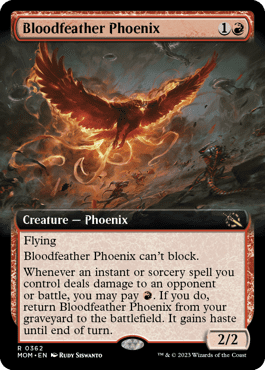 Bloodfeather Phoenix 1
Creature — Phoenix
Flying
Bloodfeather Phoenix can't block.
Whenever an instant or sorcery spell you
control deals damage to an opponent
or battle, you may pay. If you do,
return Bloodfeather Phoenix from your
graveyard to the battlefield. It gains haste
until end of turn.
2/2
R 0362
MOM • EN RUDY SISWANTO
™ & © 2023 Wizards of the Coast